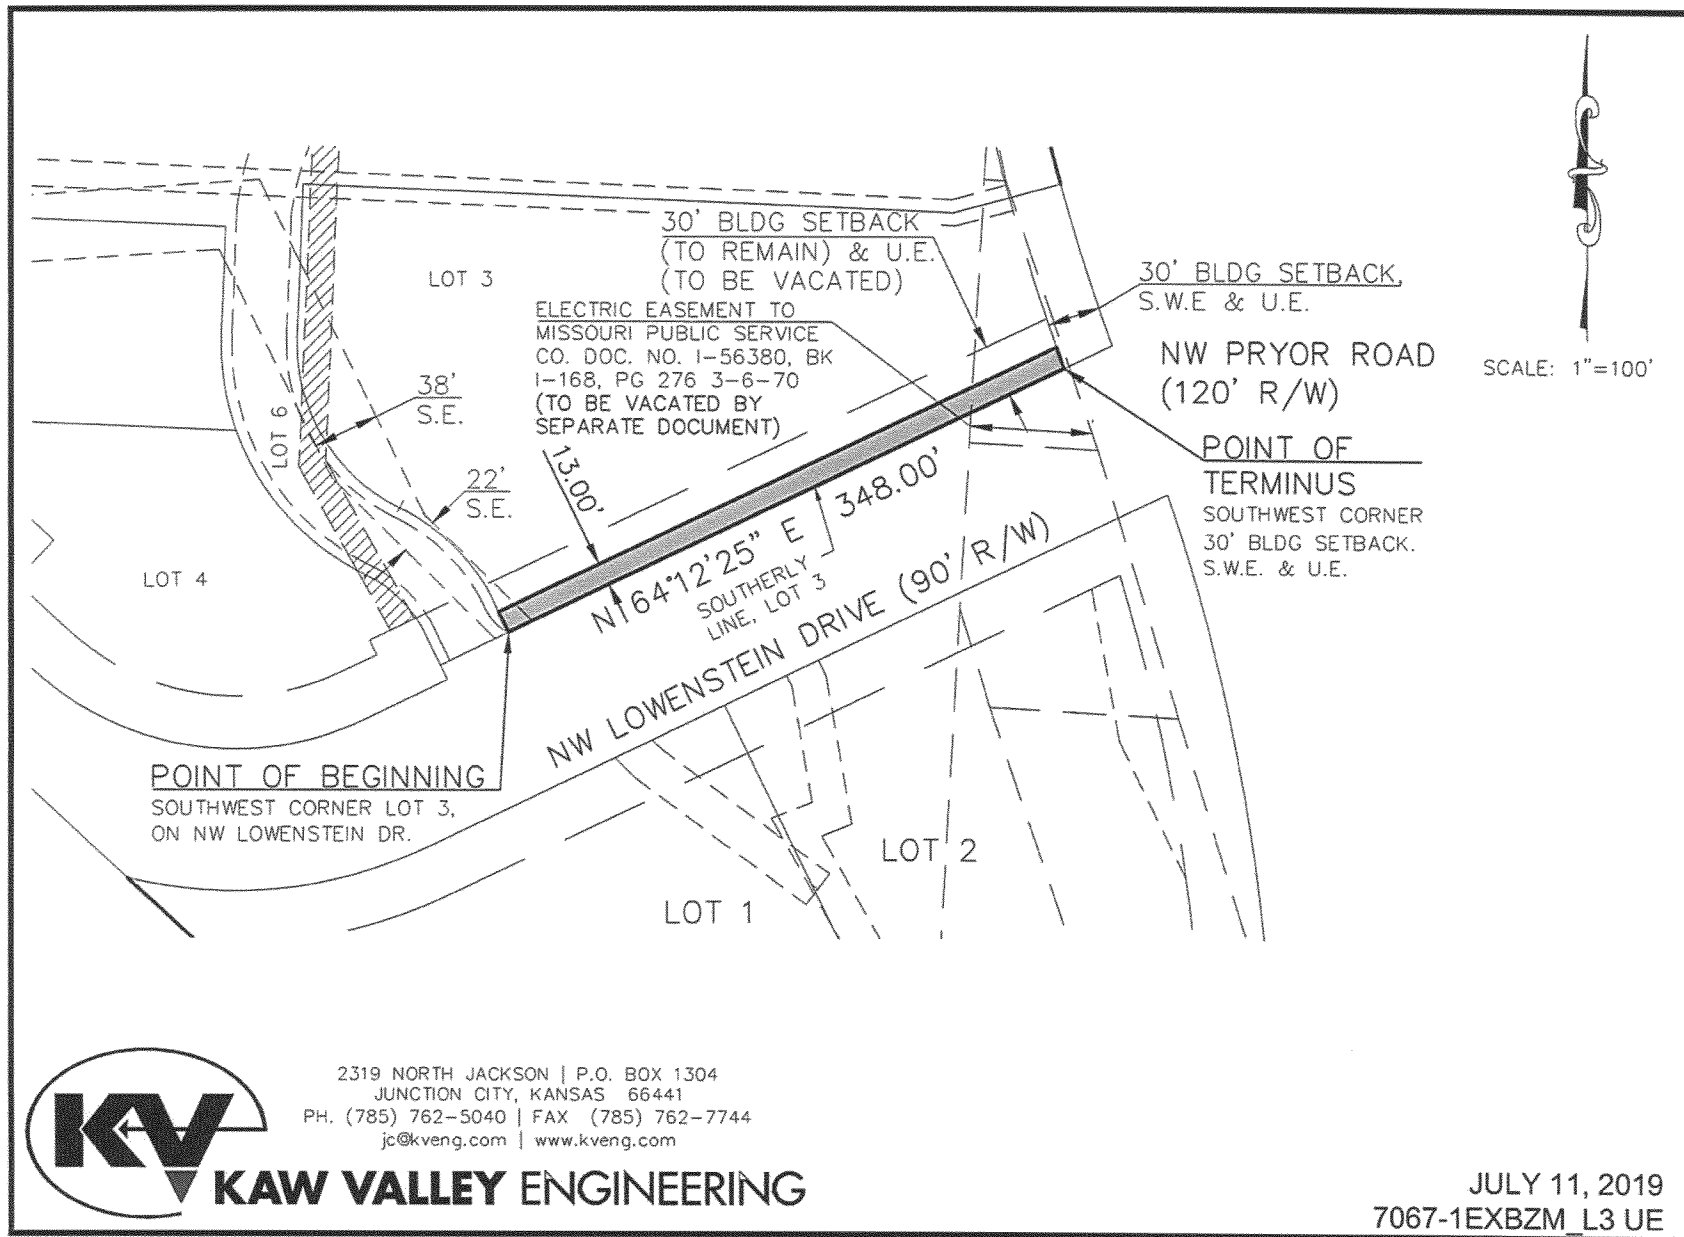 30' BLDG SETBACK
(TO REMAIN) & U.E.
(TO BE VACATED)
LOT 3
30' BLDG SETBACK,
S.W.E & U.E.
ELECTRIC EASEMENT TO
MISSOURI PUBLIC SERVICE
CO. DOC. NO. I-56380, BK
I-168, PG 276 3-6-70
(TO BE VACATED BY
SEPARATE DOCUMENT)
NW PRYOR ROAD
(120' R/W)
SCALE: 1"=100'
38'
S.E.
LOT 6
22'
S.E.
13.00'
N 64°12'25" E
348.00'
SOUTHERLY
LINE, LOT 3
POINT OF
TERMINUS
SOUTHWEST CORNER
30' BLDG SETBACK.
S.W.E. & U.E.
LOT 4
NW LOWENSTEIN DRIVE (90' R/W)
POINT OF BEGINNING
SOUTHWEST CORNER LOT 3,
ON NW LOWENSTEIN DR.
LOT 2
LOT 1
2319 NORTH JACKSON | P.O. BOX 1304
JUNCTION CITY, KANSAS 66441
PH. (785) 762-5040 | FAX (785) 762-7744
jc@kveng.com | www.kveng.com
KV
KAW VALLEY ENGINEERING
JULY 11, 2019
7067-1EXBZM_L3 UE